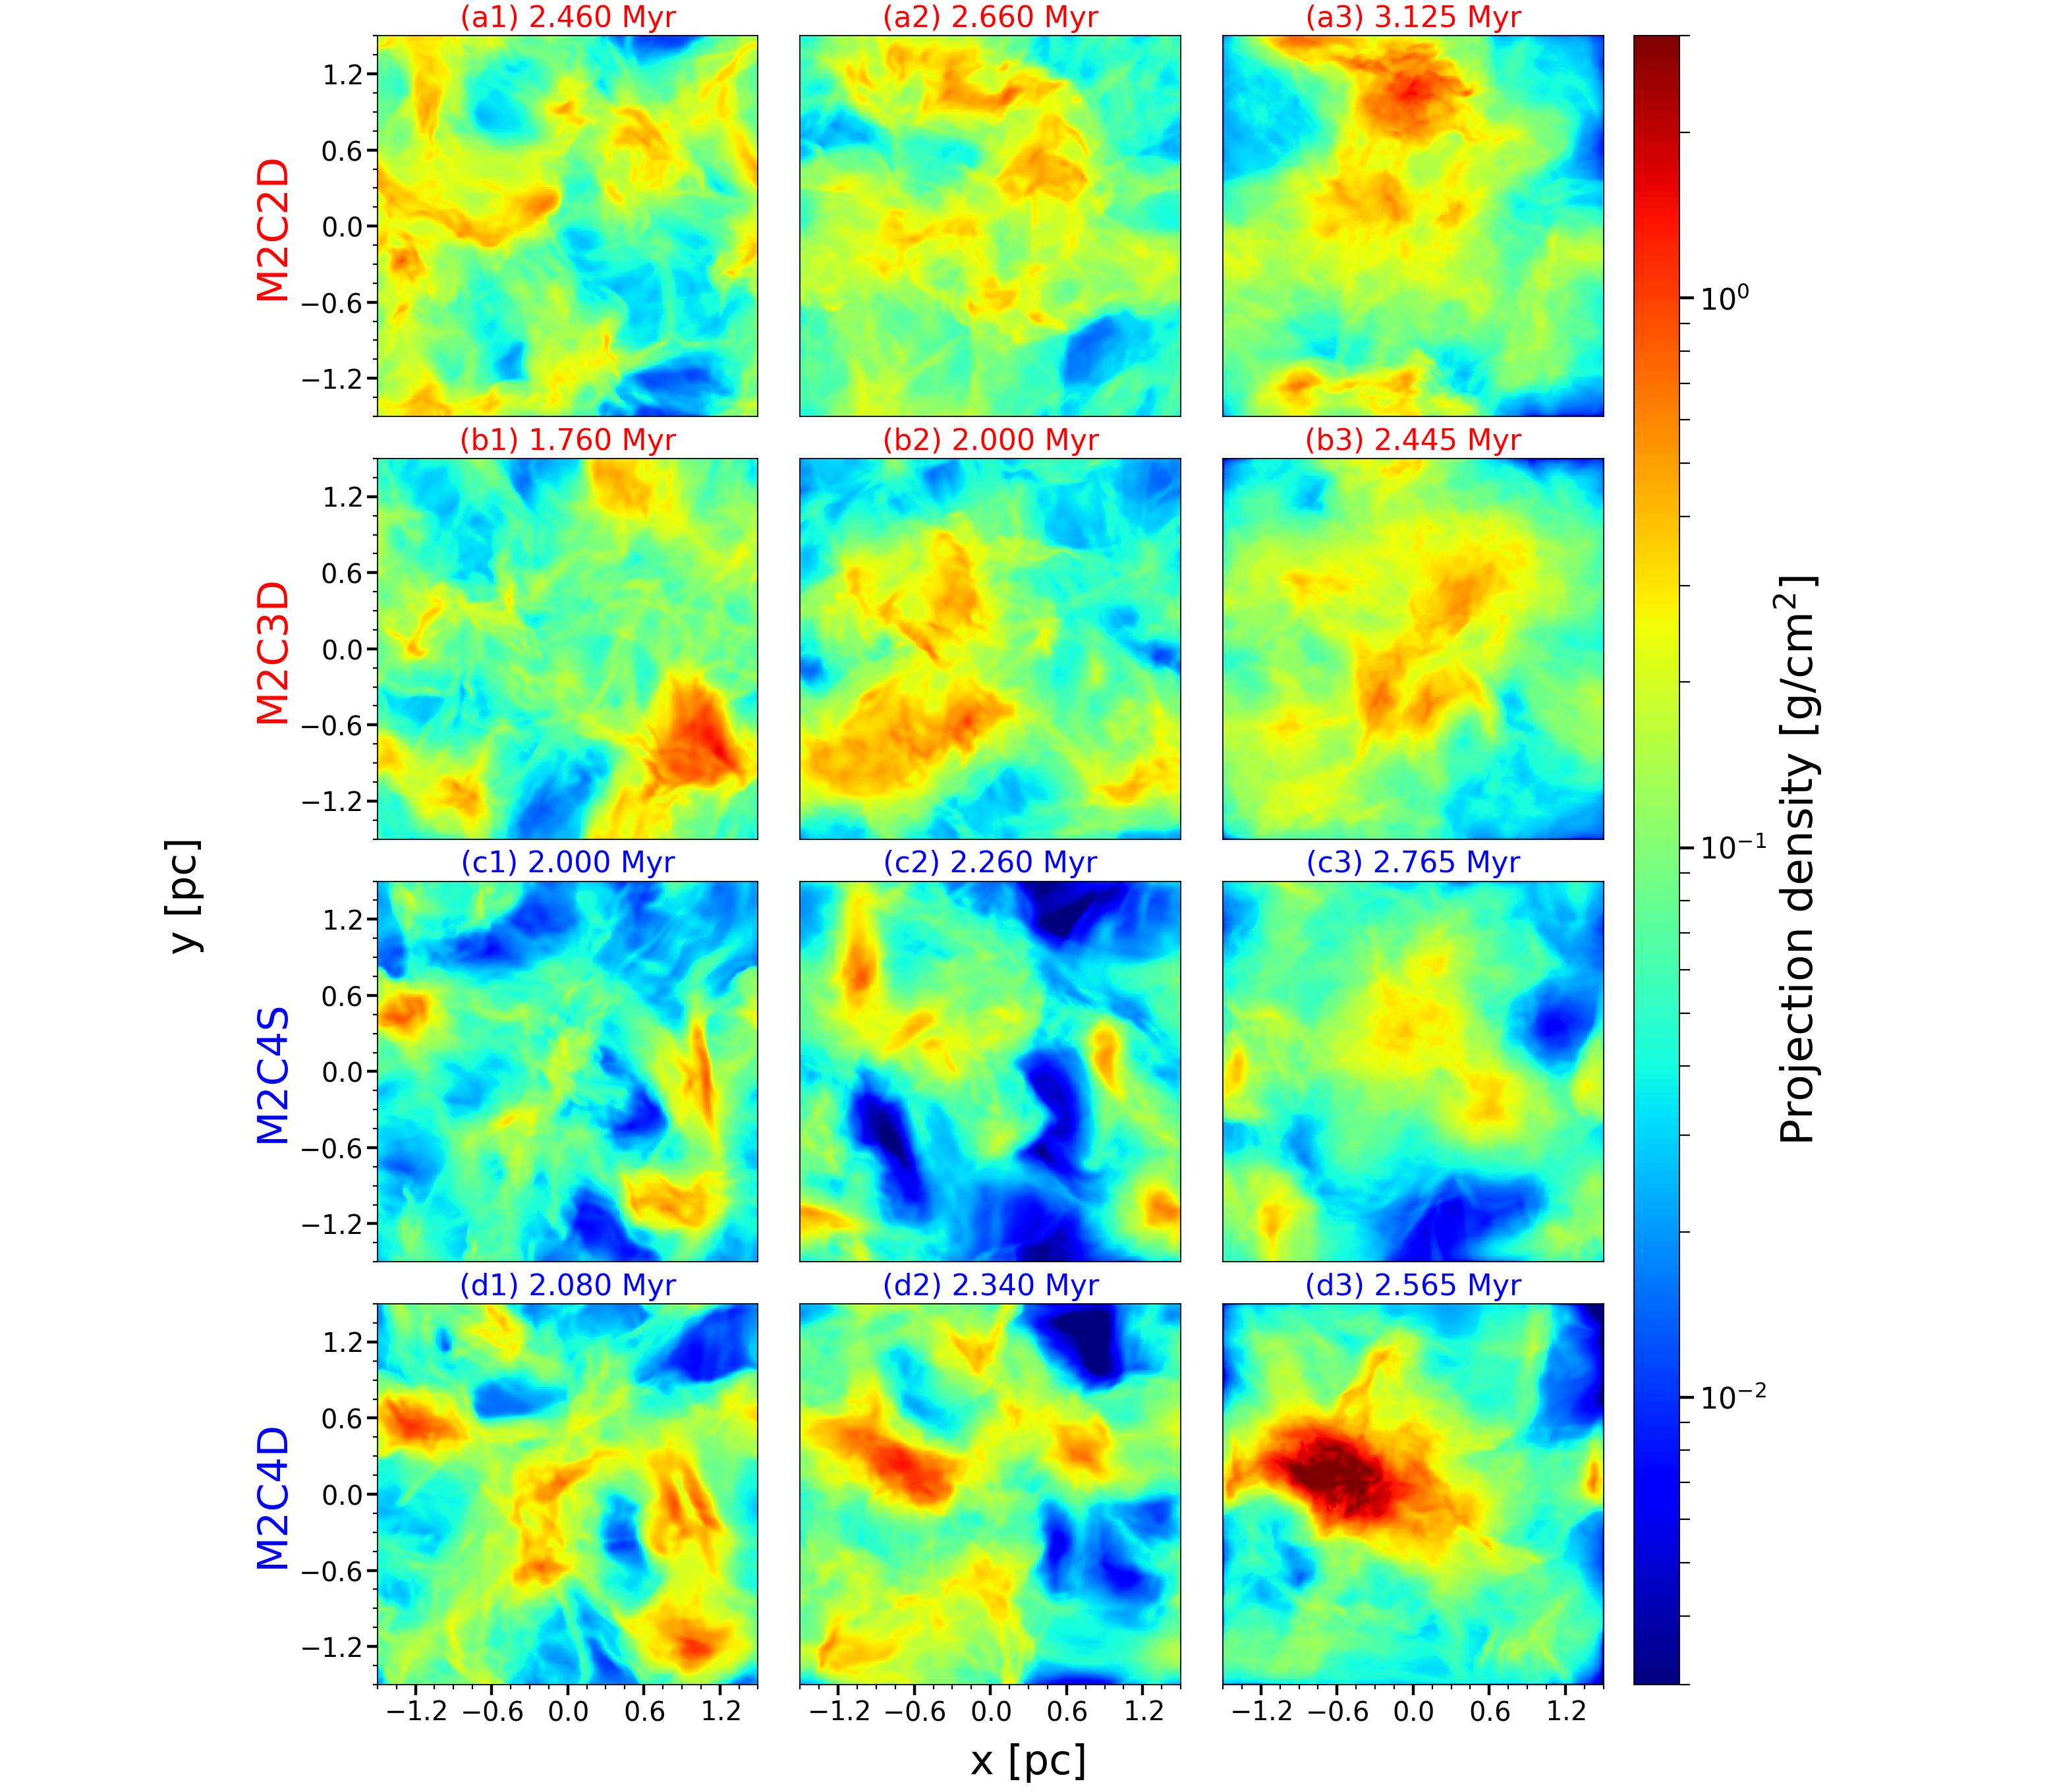 (a1) 2.460 Myr
(a2) 2.660 Myr
(a3) 3.125 Myr
M2C2D
1.2
0.6
0.0
−0.6
−1.2
(b1) 1.760 Myr
(b2) 2.000 Myr
(b3) 2.445 Myr
M2C3D
1.2
0.6
0.0
−0.6
−1.2
(c1) 2.000 Myr
(c2) 2.260 Myr
(c3) 2.765 Myr
M2C4S
1.2
0.6
0.0
−0.6
−1.2
(d1) 2.080 Myr
(d2) 2.340 Myr
(d3) 2.565 Myr
M2C4D
1.2
0.6
0.0
−0.6
−1.2
−1.2 −0.6 0.0 0.6 1.2
−1.2 −0.6 0.0 0.6 1.2
−1.2 −0.6 0.0 0.6 1.2
x [pc]
y [pc]
10⁰
10⁻¹
10⁻²
Projection density [g/cm²]